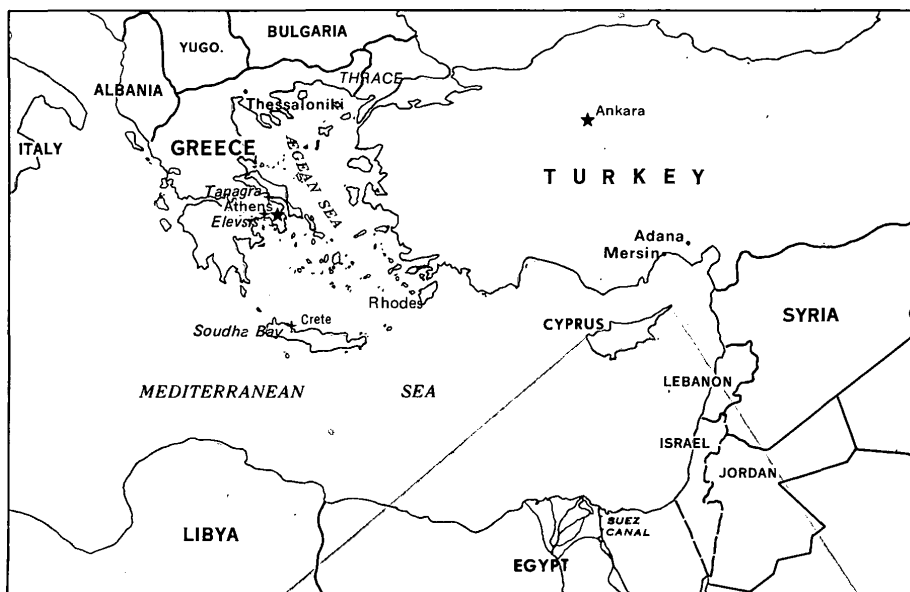 BULGARIA
YUGO.
THRACE
ALBANIA
Thessaloniki
Ankara
ITALY
GREECE
ÆGEAN SEA
TURKEY
Tanagra
Athens
Elevsis
Adana
Mersin
Rhodes
Crete
Soudha Bay
CYPRUS
SYRIA
LEBANON
MEDITERRANEAN SEA
ISRAEL
JORDAN
LIBYA
SUEZ
CANAL
EGYPT